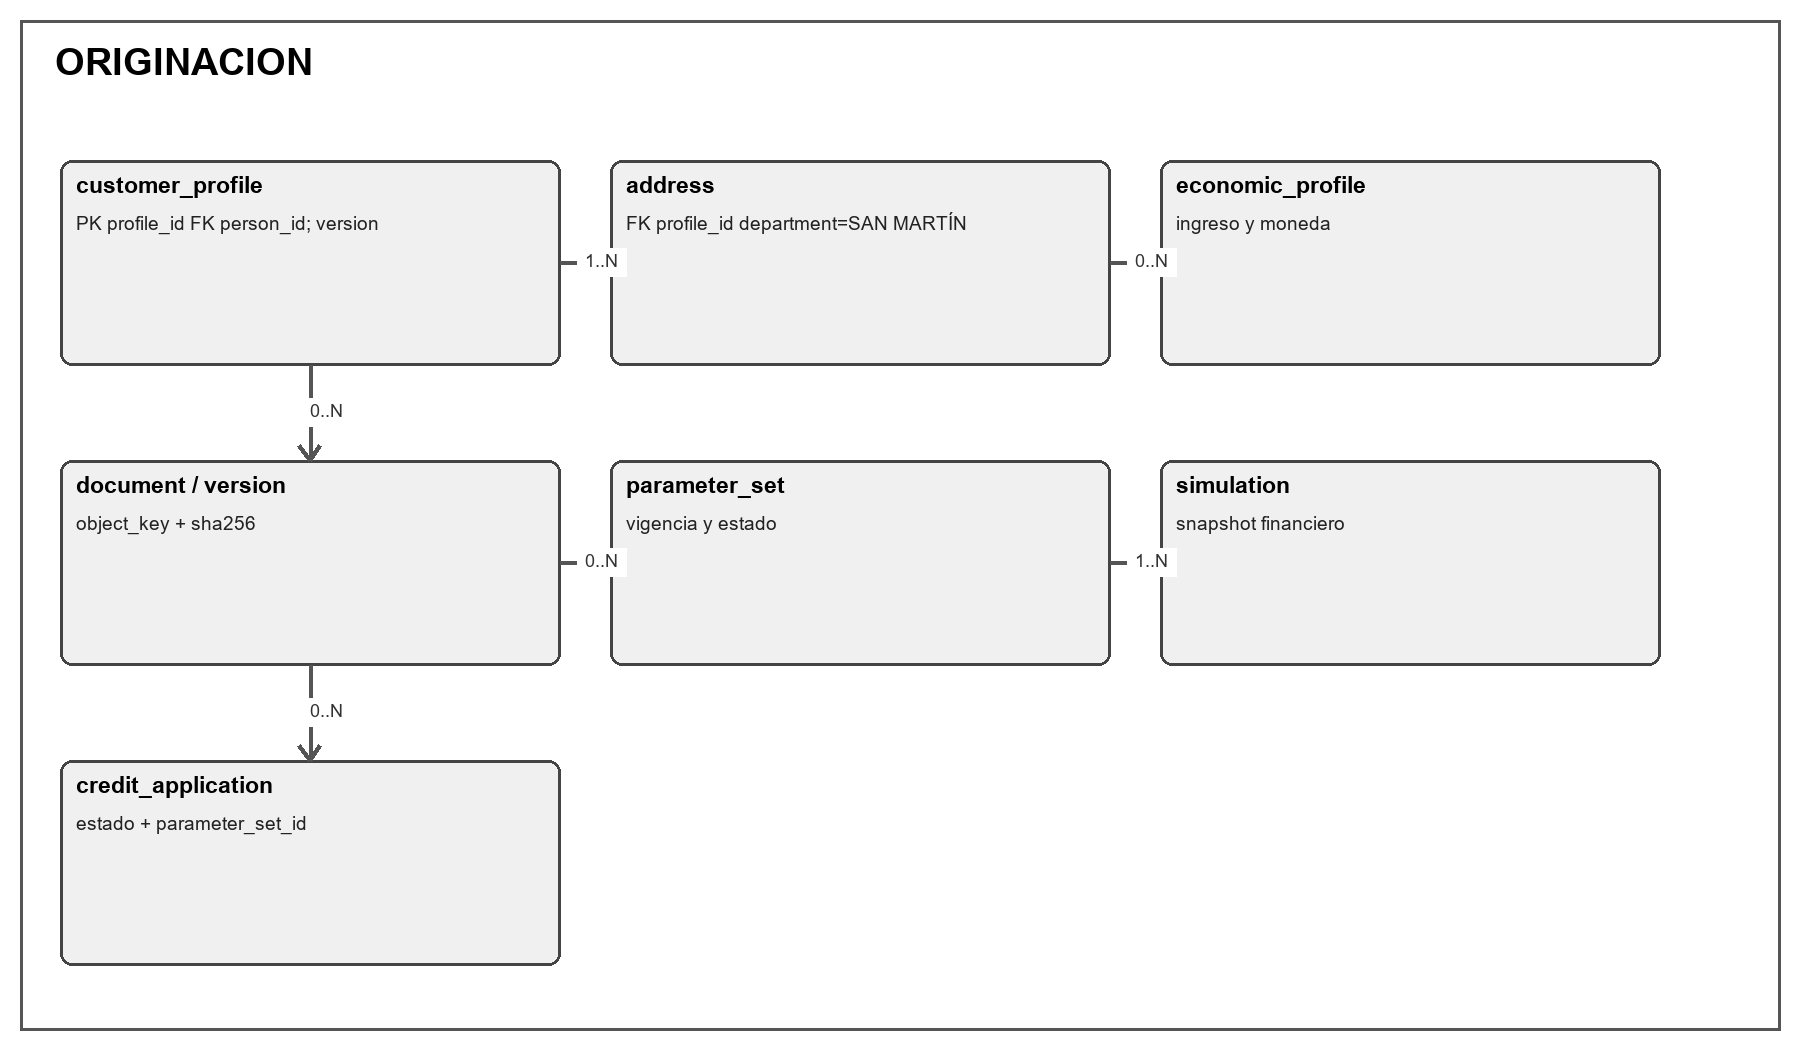 ORIGINACION
customer_profile
PK profile_id FK person_id; version
1..N
address
FK profile_id department=SAN MARTÍN
0..N
economic_profile
ingreso y moneda
0..N
document / version
object_key + sha256
0..N
parameter_set
vigencia y estado
1..N
simulation
snapshot financiero
0..N
credit_application
estado + parameter_set_id